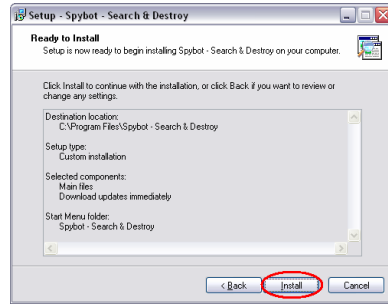 Setup - Spybot - Search & Destroy
Ready to Install
Setup is now ready to begin installing Spybot - Search & Destroy on your computer.
Click Install to continue with the installation, or click Back if you want to review or
change any settings.
Destination location:
C:\Program Files\Spybot - Search & Destroy
Setup type:
Custom installation
Selected components:
Main files
Download updates immediately
Start Menu folder:
Spybot - Search & Destroy
< Back Install Cancel